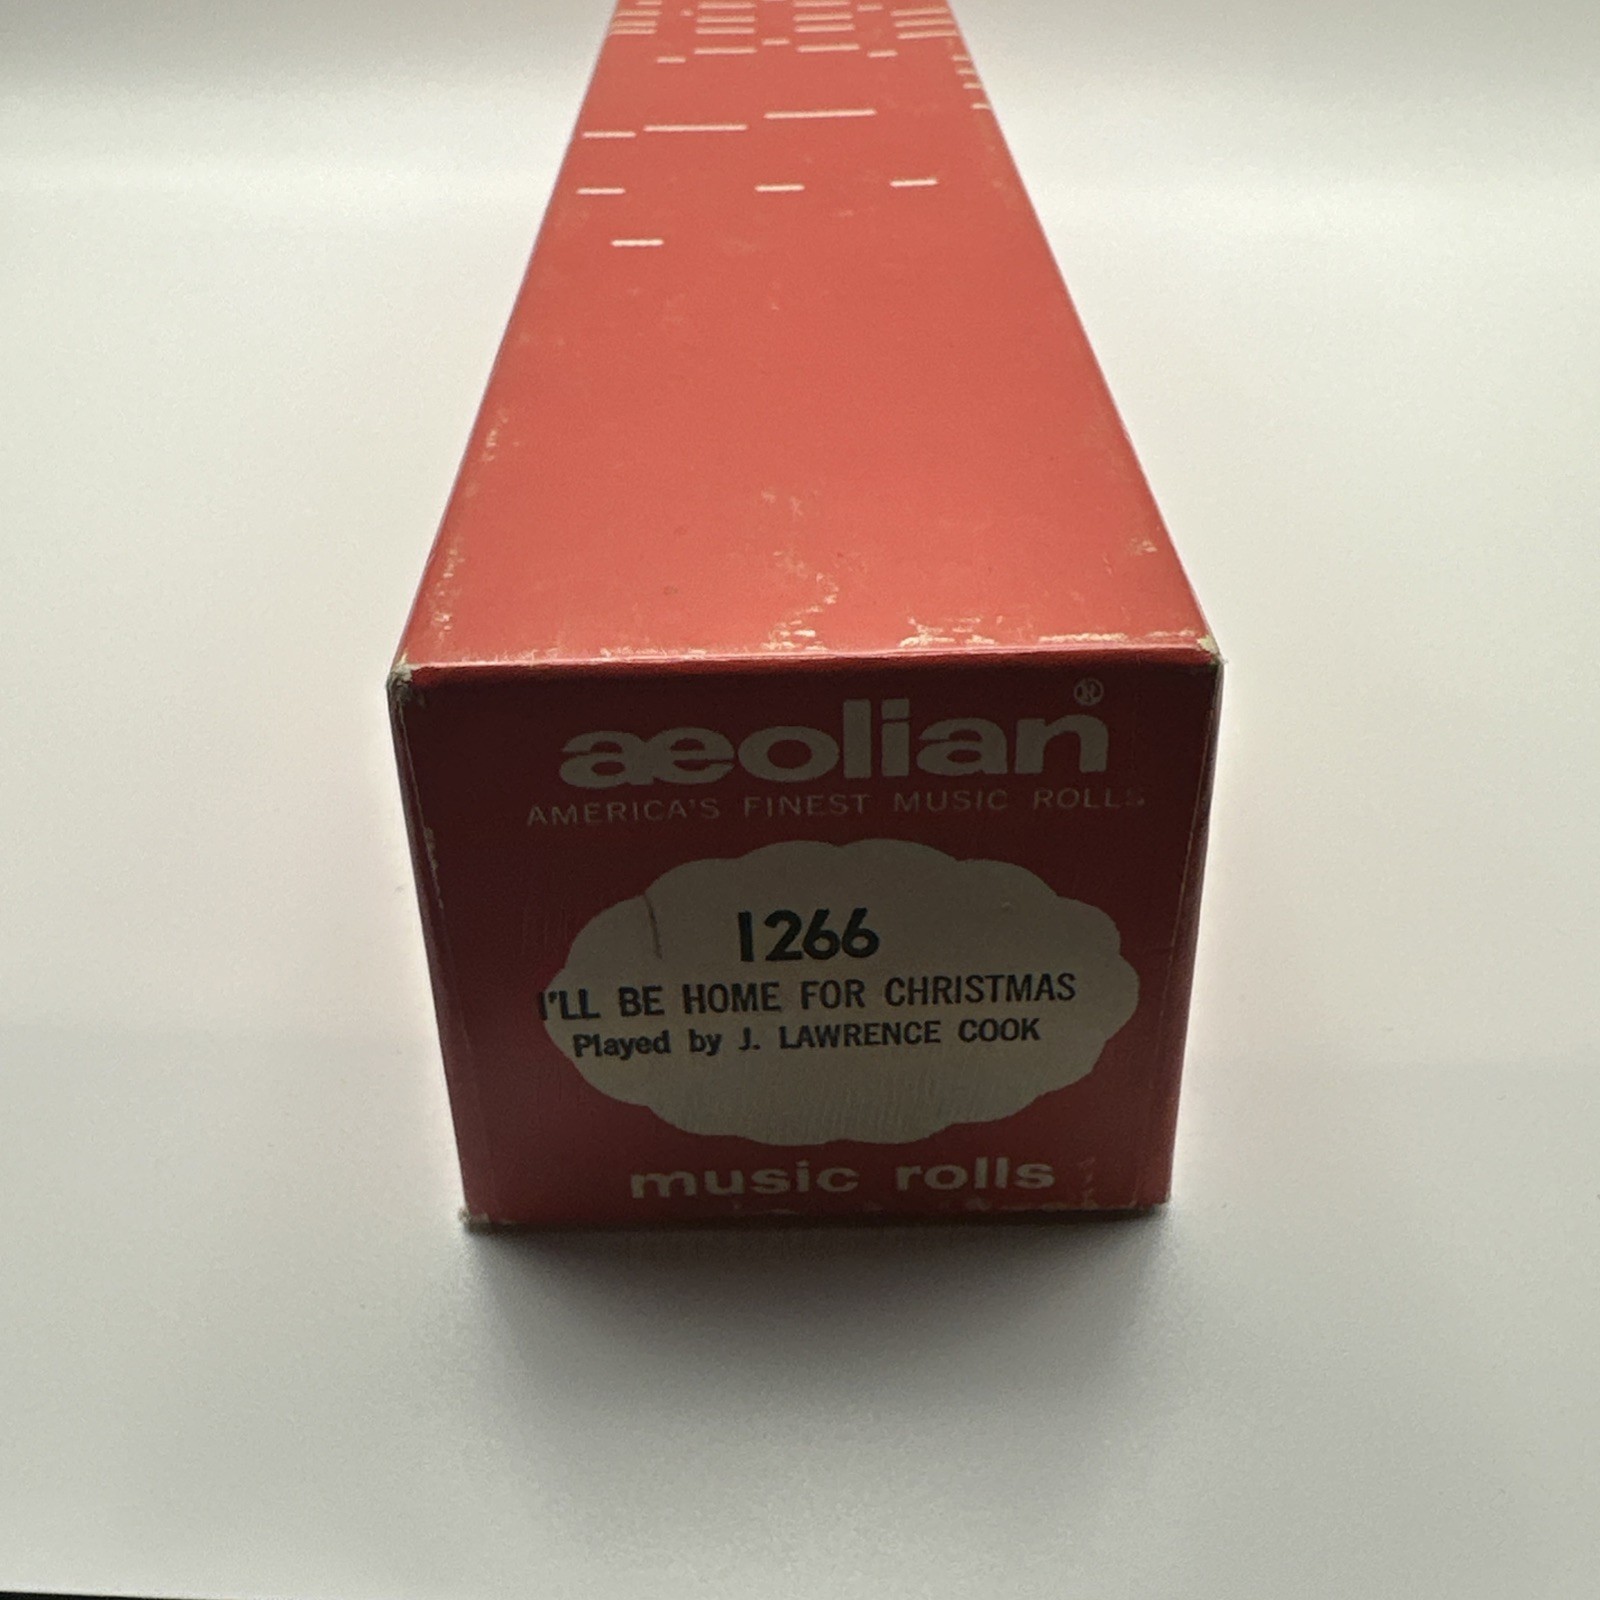 aeolian®
AMERICA'S FINEST MUSIC ROLLS
1266
I'LL BE HOME FOR CHRISTMAS
Played by J. LAWRENCE COOK
music rolls